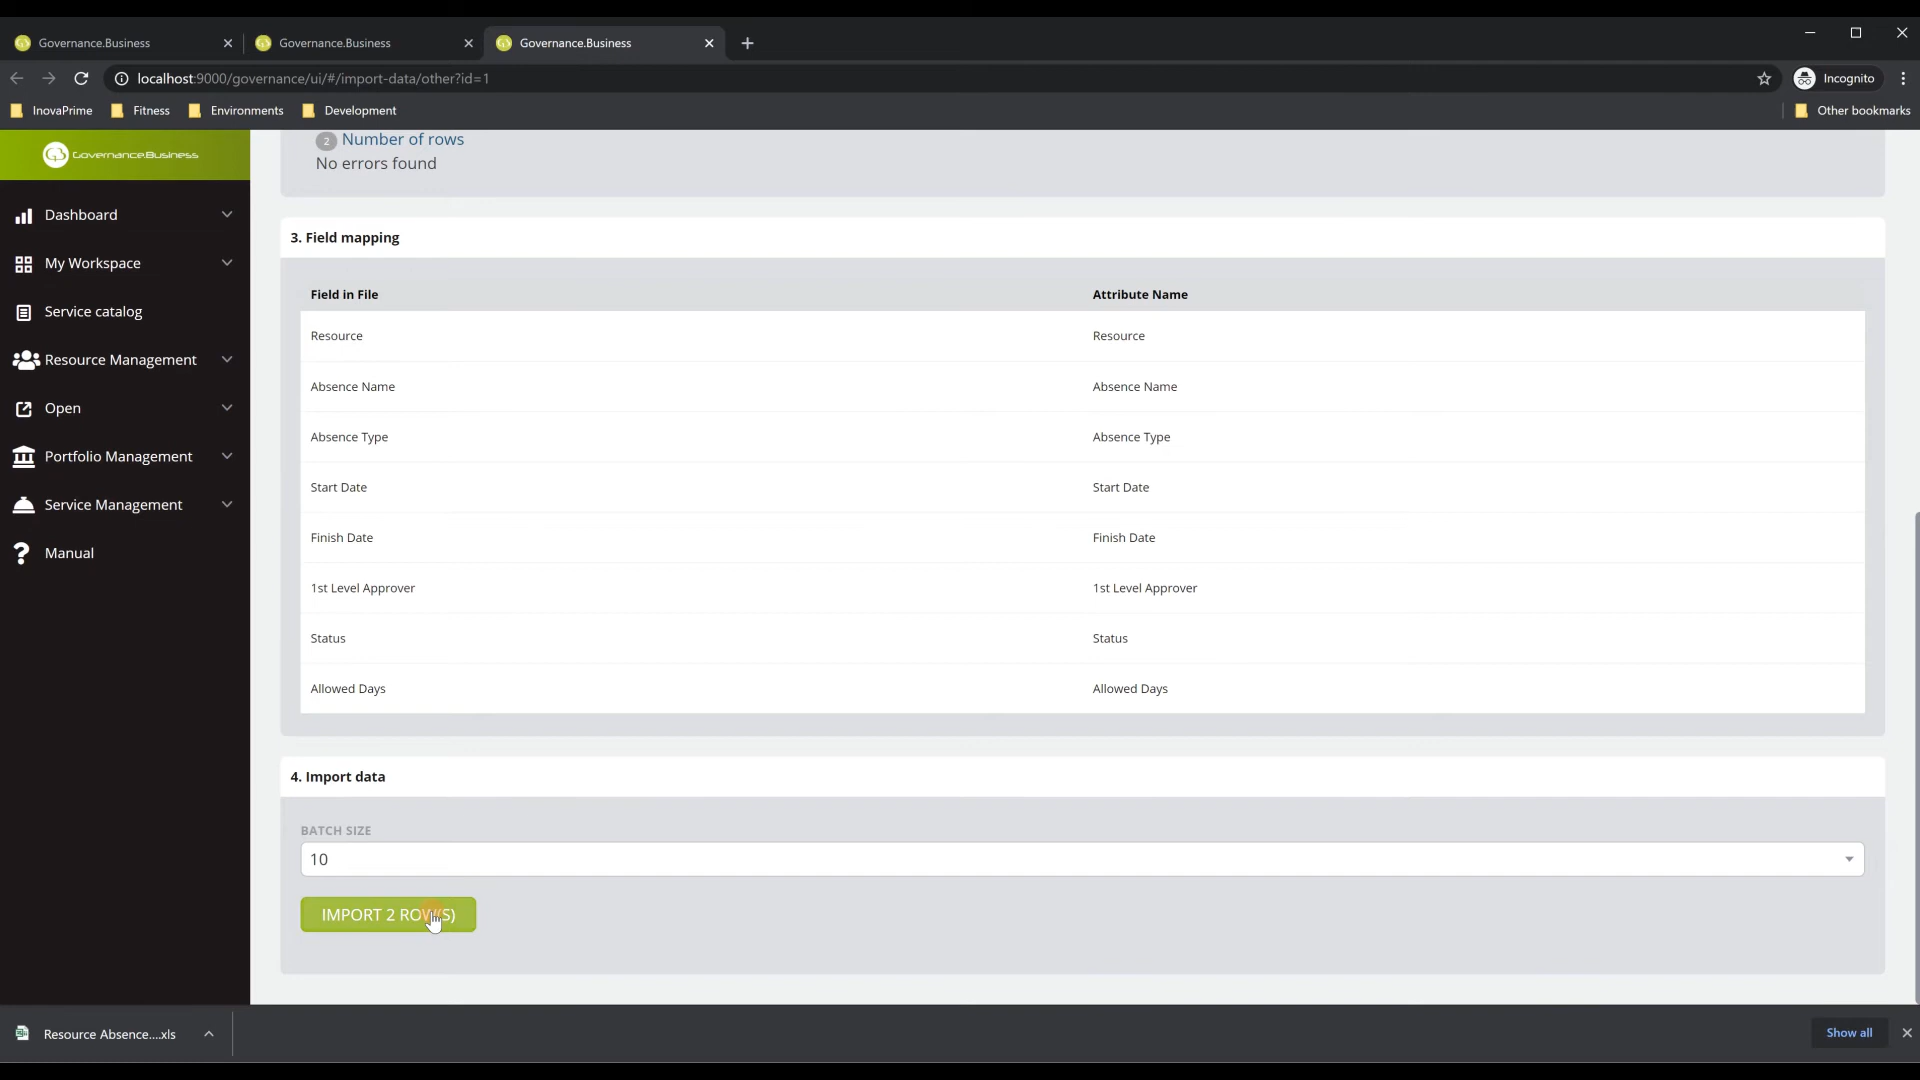 Governance.Business
Governance.Business
Governance.Business
localhost:9000/governance/ui/#/import-data/other?id=1
Incognito
InovaPrime
Fitness
Environments
Development
Other bookmarks
Governance.Business
Dashboard
My Workspace
Service catalog
Resource Management
Open
Portfolio Management
Service Management
Manual
2 Number of rows
No errors found
3. Field mapping
Field in File Attribute Name
Resource Resource
Absence Name Absence Name
Absence Type Absence Type
Start Date Start Date
Finish Date Finish Date
1st Level Approver 1st Level Approver
Status Status
Allowed Days Allowed Days
4. Import data
BATCH SIZE
10
IMPORT 2 ROW(S)
Resource Absence....xls
Show all